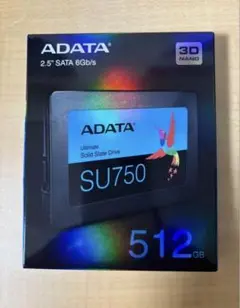 ADATA
2.5" SATA 6Gb/s
3D
NAND
ADATA
Ultimate
Solid State Drive
SU750
512GB